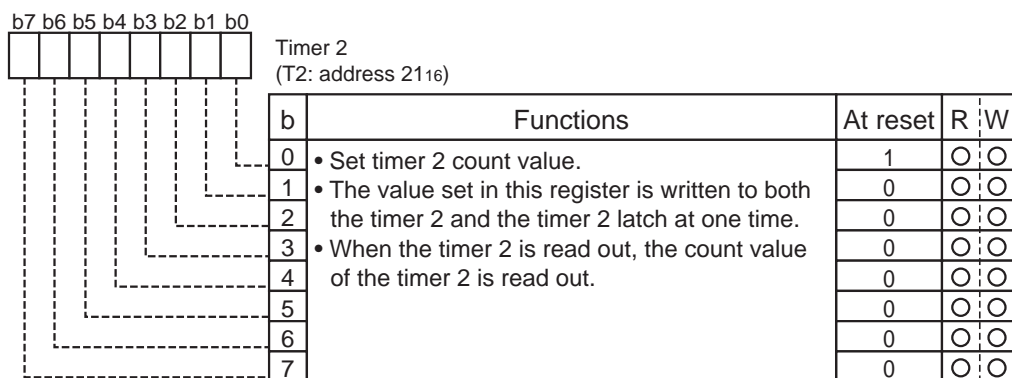 b7 b6 b5 b4 b3 b2 b1 b0
Timer 2
(T2: address 2116)
b Functions At reset R W
0 • Set timer 2 count value. 1 O O
1 • The value set in this register is written to both 0 O O
2 the timer 2 and the timer 2 latch at one time. 0 O O
3 • When the timer 2 is read out, the count value 0 O O
4 of the timer 2 is read out. 0 O O
5 0 O O
6 0 O O
7 0 O O